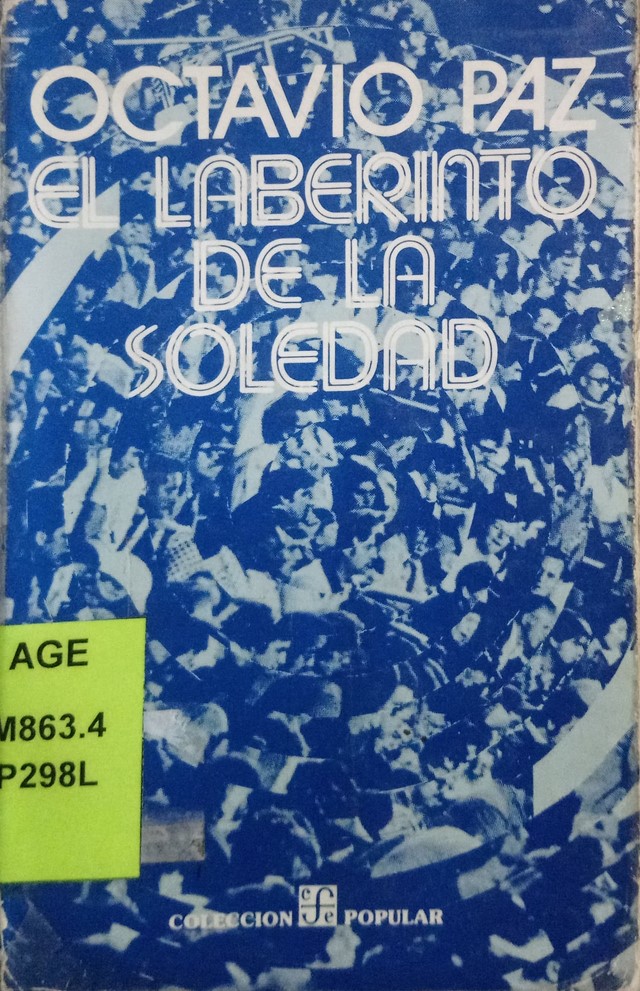 OCTAVIO PAZ
EL LABERINTO
DE LA
SOLEDAD
AGE
M863.4
P298L
COLECCION fce POPULAR